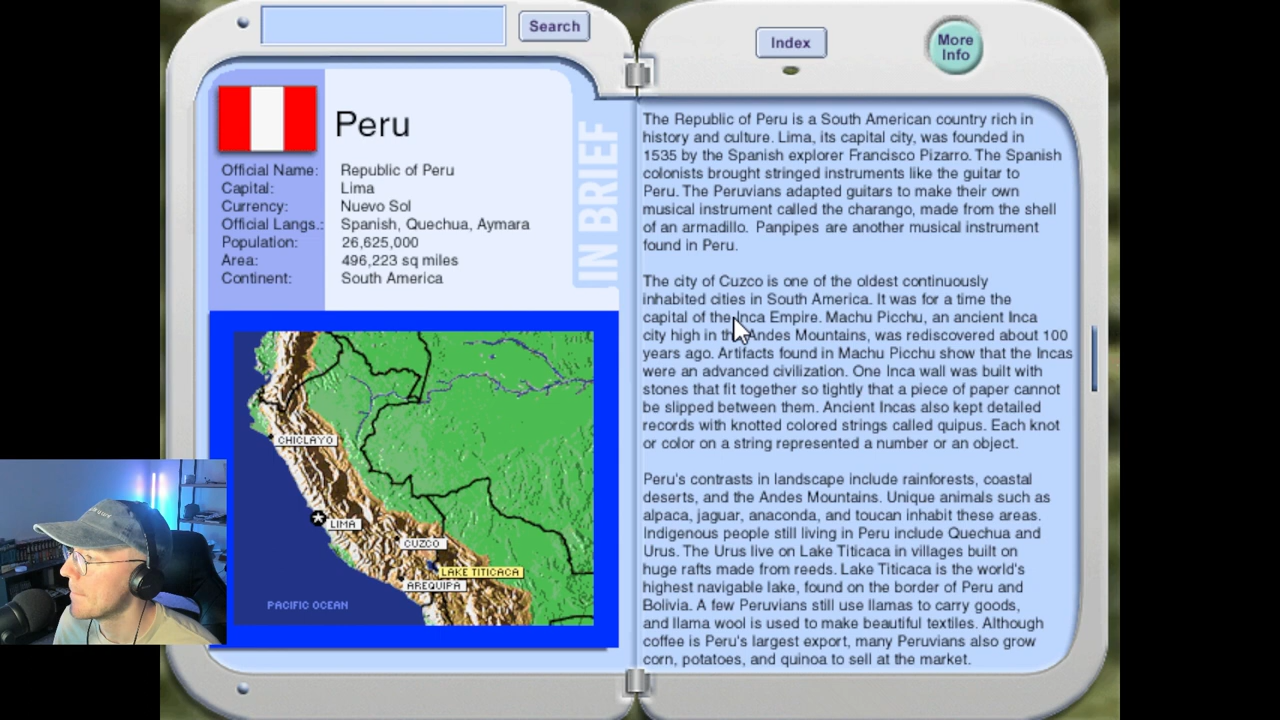 Search
Index
More
Info
Peru
Official Name: Republic of Peru
Capital: Lima
Currency: Nuevo Sol
Official Langs.: Spanish, Quechua, Aymara
Population: 26,625,000
Area: 496,223 sq miles
Continent: South America
IN BRIEF
CHICLAYO
LIMA
CUZCO
LAKE TITICACA
AREQUIPA
PACIFIC OCEAN
The Republic of Peru is a South American country rich in
history and culture. Lima, its capital city, was founded in
1535 by the Spanish explorer Francisco Pizarro. The Spanish
colonists brought stringed instruments like the guitar to
Peru. The Peruvians adapted guitars to make their own
musical instrument called the charango, made from the shell
of an armadillo. Panpipes are another musical instrument
found in Peru.
The city of Cuzco is one of the oldest continuously
inhabited cities in South America. It was for a time the
capital of the Inca Empire. Machu Picchu, an ancient Inca
city high in the Andes Mountains, was rediscovered about 100
years ago. Artifacts found in Machu Picchu show that the Incas
were an advanced civilization. One Inca wall was built with
stones that fit together so tightly that a piece of paper cannot
be slipped between them. Ancient Incas also kept detailed
records with knotted colored strings called quipus. Each knot
or color on a string represented a number or an object.
Peru's contrasts in landscape include rainforests, coastal
deserts, and the Andes Mountains. Unique animals such as
alpaca, jaguar, anaconda, and toucan inhabit these areas.
Indigenous people still living in Peru include Quechua and
Urus. The Urus live on Lake Titicaca in villages built on
huge rafts made from reeds. Lake Titicaca is the world's
highest navigable lake, found on the border of Peru and
Bolivia. A few Peruvians still use llamas to carry goods,
and llama wool is used to make beautiful textiles. Although
coffee is Peru's largest export, many Peruvians also grow
corn, potatoes, and quinoa to sell at the market.